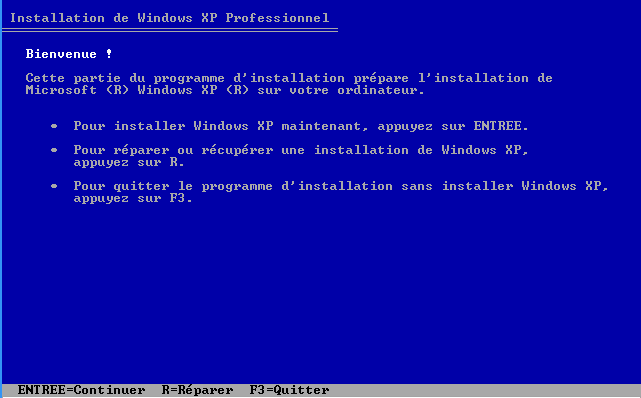 Installation de Windows XP Professionnel
Bienvenue !
Cette partie du programme d'installation prépare l'installation de
Microsoft (R) Windows XP (R) sur votre ordinateur.
• Pour installer Windows XP maintenant, appuyez sur ENTREE.
• Pour réparer ou récupérer une installation de Windows XP,
appuyez sur R.
• Pour quitter le programme d'installation sans installer Windows XP,
appuyez sur F3.
ENTREE=Continuer R=Réparer F3=Quitter